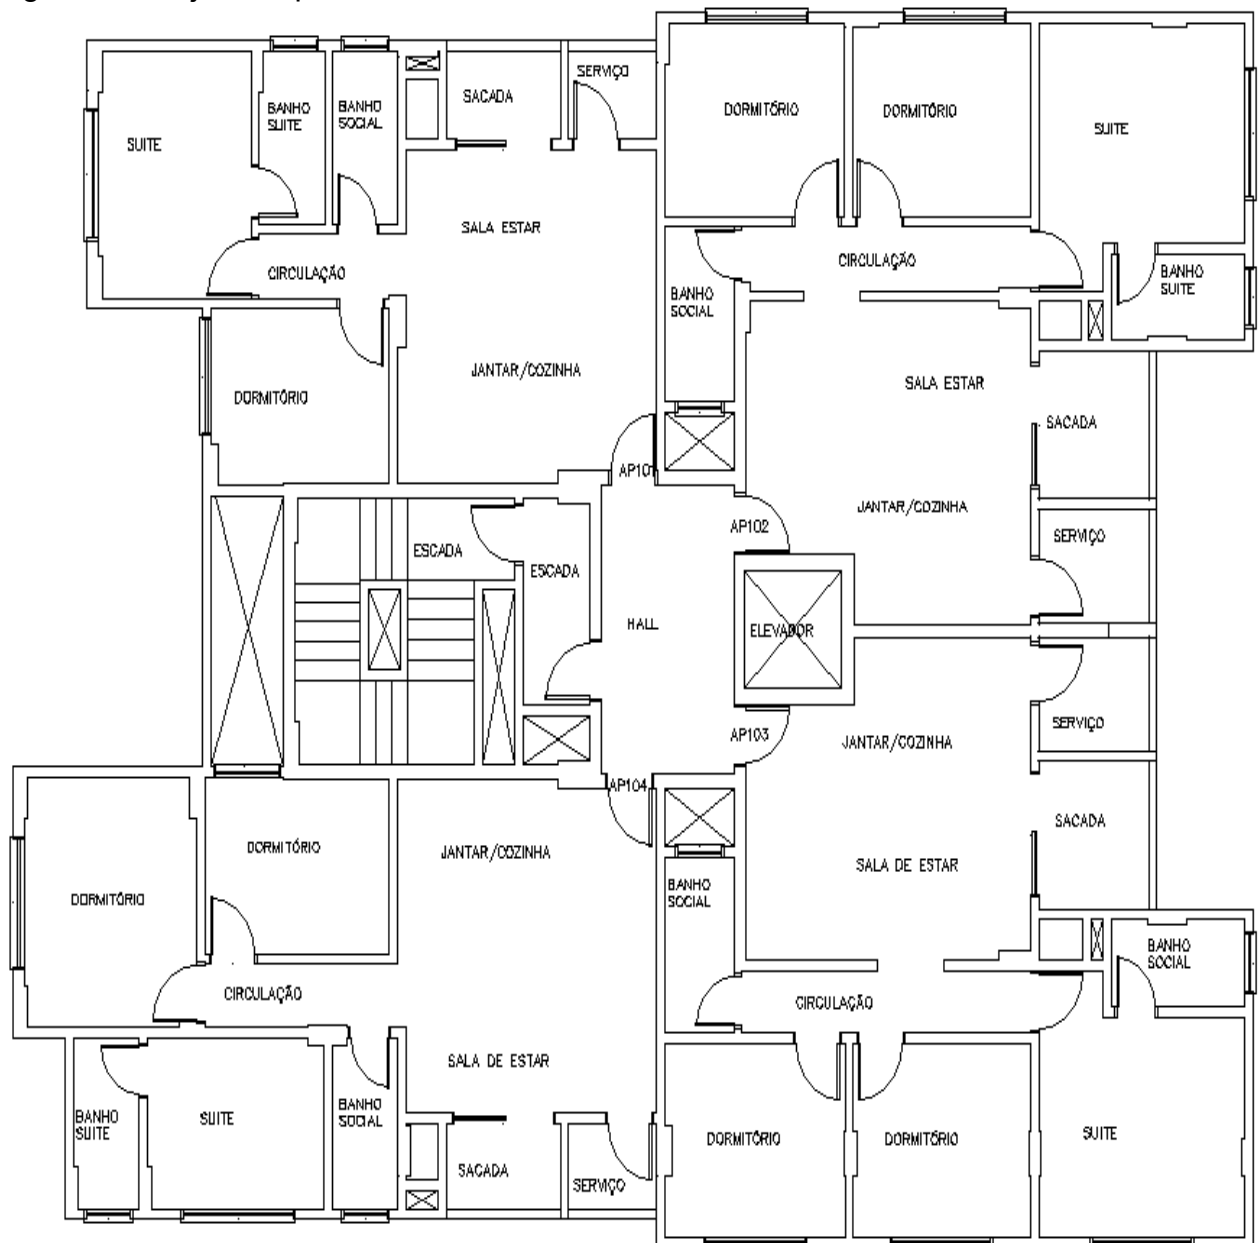 SERVIÇO
SACADA
BANHO
SUITE
BANHO
SOCIAL
SUITE
DORMITÓRIO
DORMITÓRIO
SUITE
SALA ESTAR
CIRCULAÇÃO
CIRCULAÇÃO
BANHO
SUITE
BANHO
SOCIAL
JANTAR/COZINHA
DORMITÓRIO
SALA ESTAR
SACADA
AP10
JANTAR/COZINHA
AP102
SERVIÇO
ESCADA
ESCADA
HALL
ELEVADOR
SERVIÇO
AP103
JANTAR/COZINHA
AP104
SACADA
DORMITÓRIO
JANTAR/COZINHA
SALA DE ESTAR
DORMITÓRIO
BANHO
SOCIAL
BANHO
SOCIAL
CIRCULAÇÃO
CIRCULAÇÃO
SALA DE ESTAR
BANHO
SUITE
SUITE
BANHO
SOCIAL
DORMITÓRIO
DORMITÓRIO
SUITE
SACADA
SERVIÇO